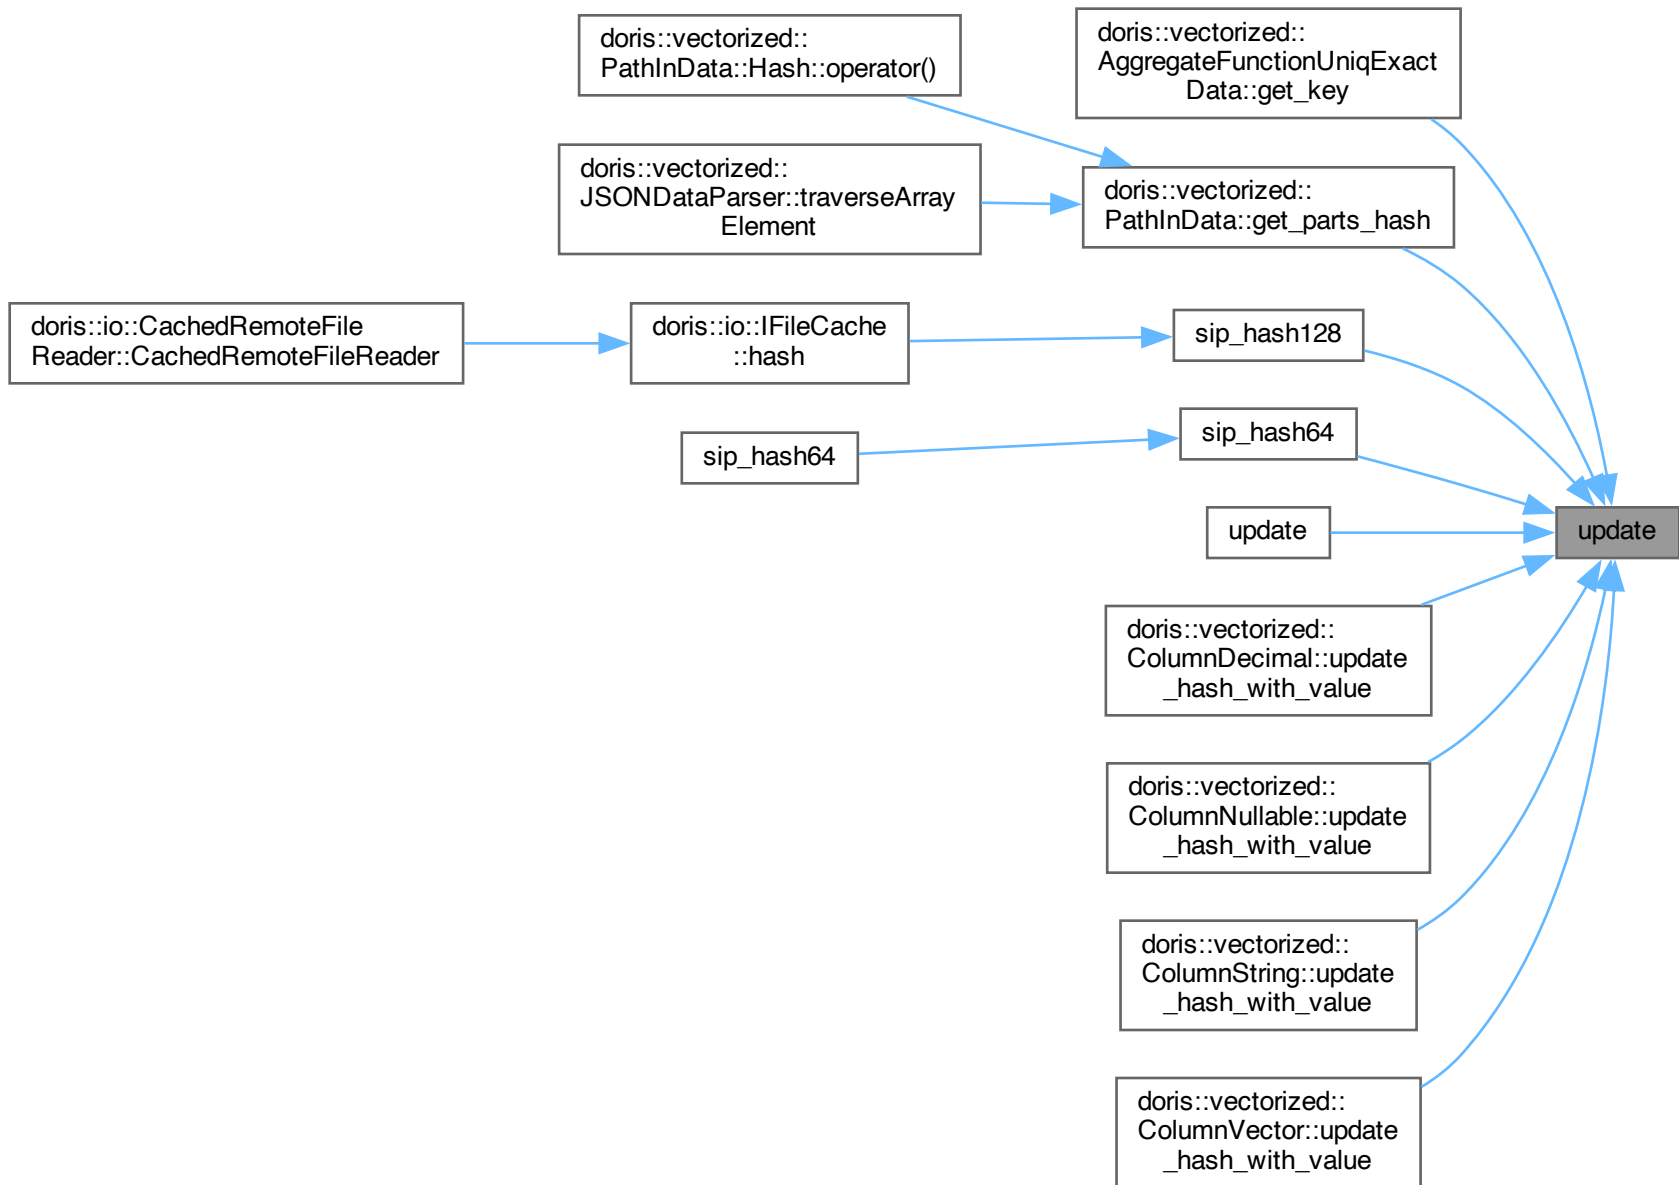 doris::vectorized::
PathInData::Hash::operator()
doris::vectorized::
AggregateFunctionUniqExact
Data::get_key
doris::vectorized::
JSONDataParser::traverseArray
Element
doris::vectorized::
PathInData::get_parts_hash
doris::io::CachedRemoteFile
Reader::CachedRemoteFileReader
doris::io::IFileCache
::hash
sip_hash128
sip_hash64
sip_hash64
update
update
doris::vectorized::
ColumnDecimal::update
_hash_with_value
doris::vectorized::
ColumnNullable::update
_hash_with_value
doris::vectorized::
ColumnString::update
_hash_with_value
doris::vectorized::
ColumnVector::update
_hash_with_value